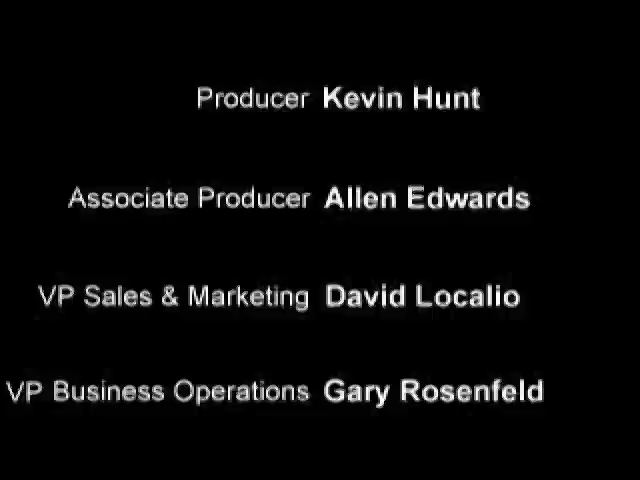 Producer Kevin Hunt
Associate Producer Allen Edwards
VP Sales & Marketing David Localio
VP Business Operations Gary Rosenfeld